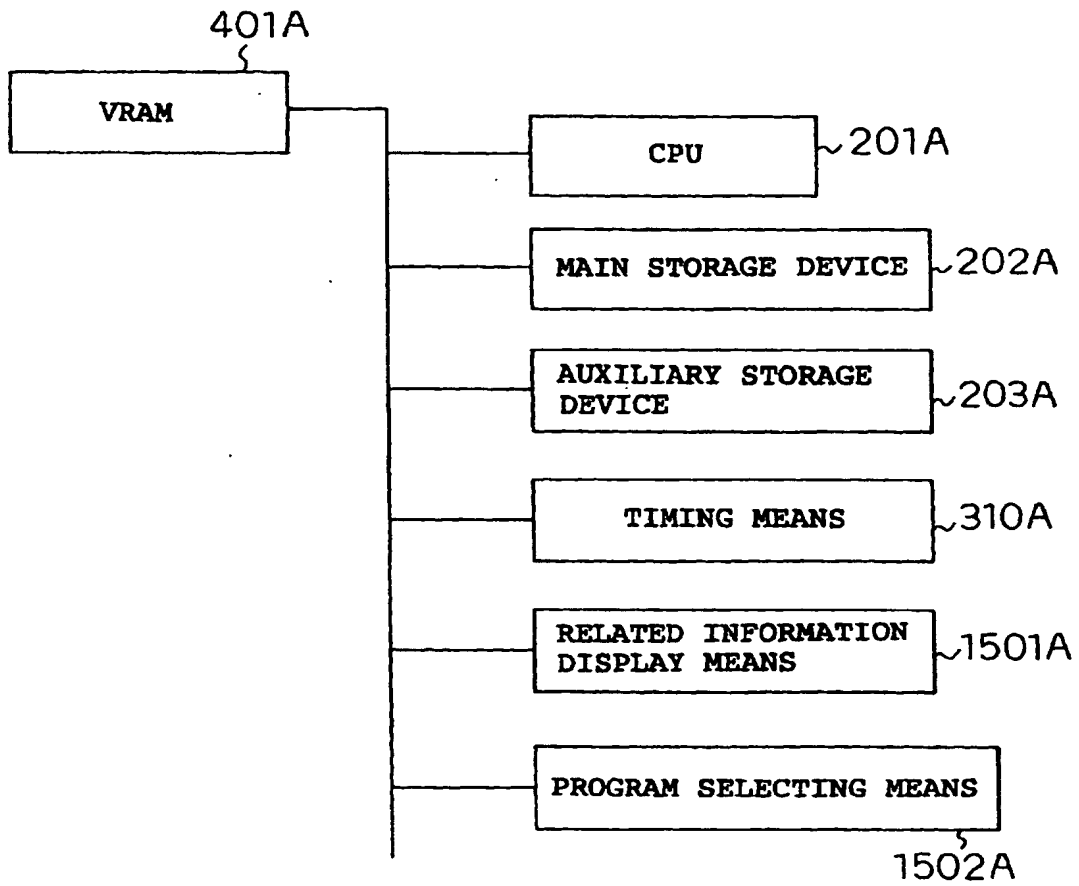 401A
VRAM
CPU
201A
MAIN STORAGE DEVICE
202A
AUXILIARY STORAGE
DEVICE
203A
TIMING MEANS
310A
RELATED INFORMATION
DISPLAY MEANS
1501A
PROGRAM SELECTING MEANS
1502A